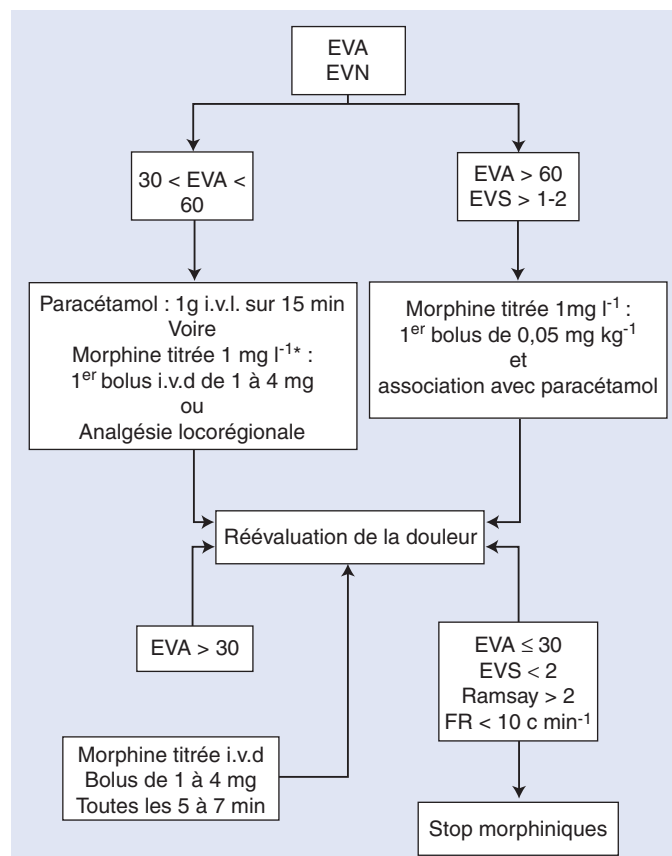 EVA
EVN
30 < EVA <
60
EVA > 60
EVS > 1-2
Paracétamol : 1g i.v.l. sur 15 min
Voire
Morphine titrée 1 mg l⁻¹* :
1ᵉʳ bolus i.v.d de 1 à 4 mg
ou
Analgésie locorégionale
Morphine titrée 1mg l⁻¹ :
1ᵉʳ bolus de 0,05 mg kg⁻¹
et
association avec paracétamol
Réévaluation de la douleur
EVA > 30
EVA ≤ 30
EVS < 2
Ramsay > 2
FR < 10 c min⁻¹
Morphine titrée i.v.d
Bolus de 1 à 4 mg
Toutes les 5 à 7 min
Stop morphiniques